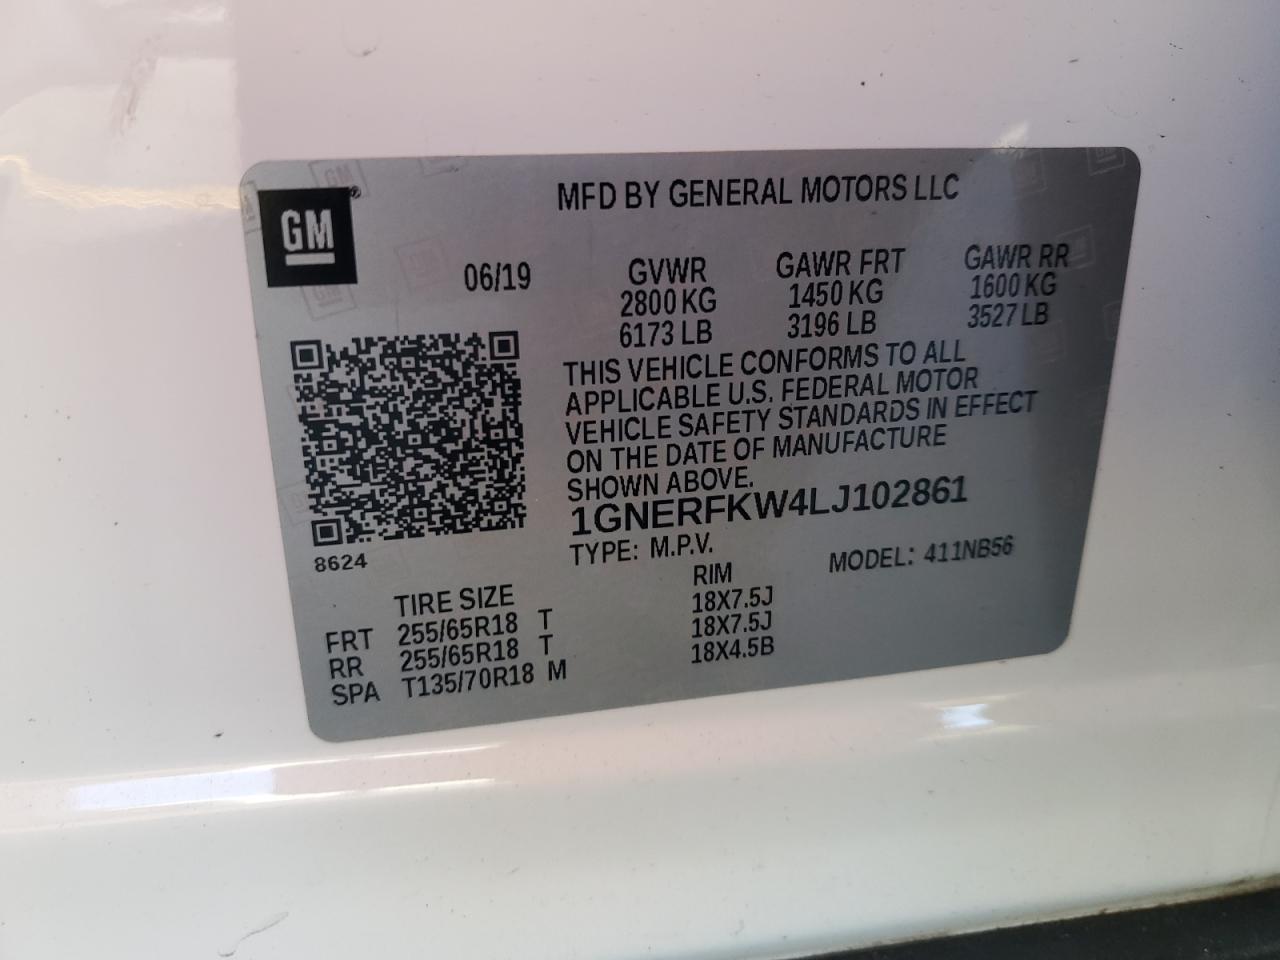 GM
MFD BY GENERAL MOTORS LLC
06/19
GVWR GAWR FRT GAWR RR
2800 KG 1450 KG 1600 KG
6173 LB 3196 LB 3527 LB
THIS VEHICLE CONFORMS TO ALL
APPLICABLE U.S. FEDERAL MOTOR
VEHICLE SAFETY STANDARDS IN EFFECT
ON THE DATE OF MANUFACTURE
SHOWN ABOVE.
1GNERFKW4LJ102861
8624
TYPE: M.P.V. MODEL: 411NB56
TIRE SIZE RIM
FRT 255/65R18 T 18X7.5J
RR 255/65R18 T 18X7.5J
SPA T135/70R18 M 18X4.5B